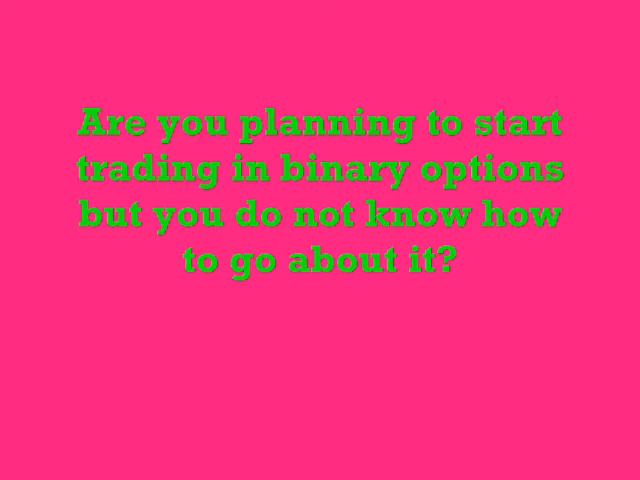 Are you planning to start
trading in binary options
but you do not know how
to go about it?